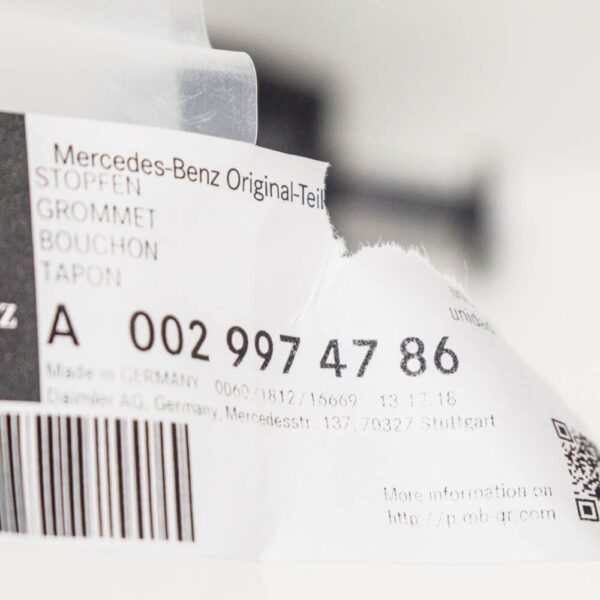 Mercedes-Benz Original-Teil
STOPFEN
GROMMET
BOUCHON
TAPON
z
A 002 997 47 86
Made in GERMANY 0060/1812/16669 13.12.18
Daimler AG, Germany, Mercedesstr. 137, 70327 Stuttgart
More information on
http://p.mb-qr.com